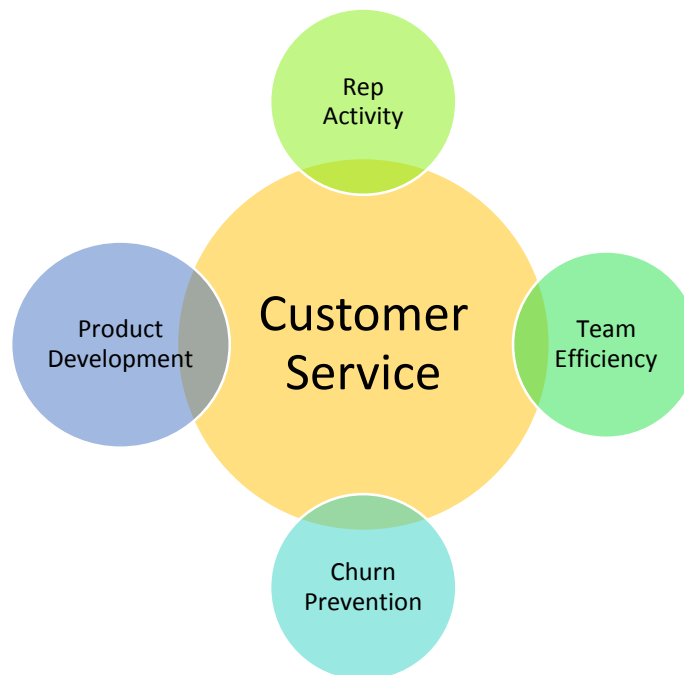 Rep
Activity
Customer
Service
Product
Development
Team
Efficiency
Churn
Prevention